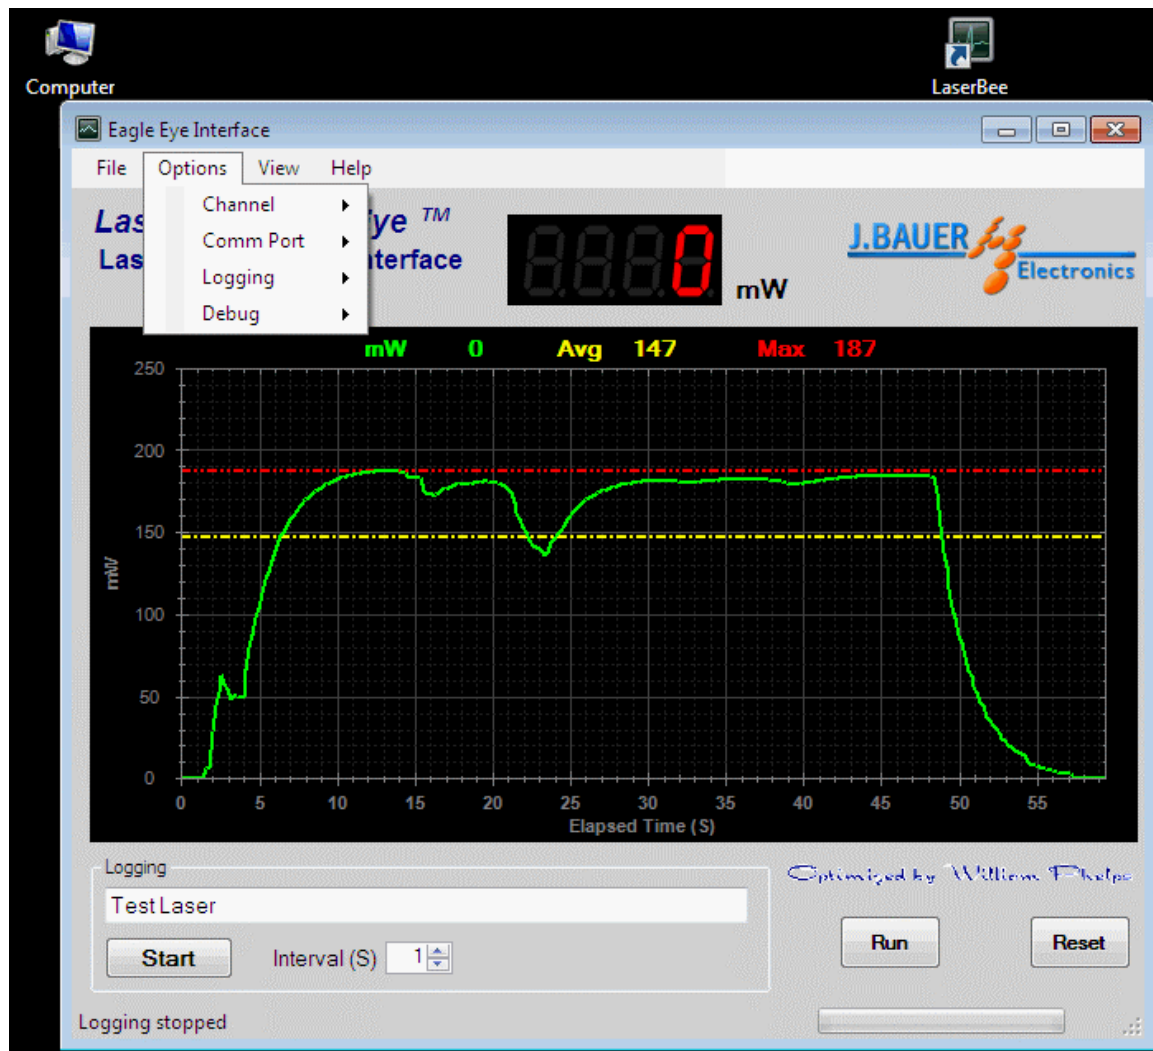 Computer
LaserBee
Eagle Eye Interface
File Options View Help
Channel
Comm Port
Logging
Debug
Las ye TM
Las terface
0 mW
J.BAUER
Electronics
mW 0 Avg 147 Max 187
250
200
150
100
50
0
mW
0 5 10 15 20 25 30 35 40 45 50 55
Elapsed Time (S)
Logging
Test Laser
Start Interval (S) 1
Optimized by William Phelps
Run Reset
Logging stopped